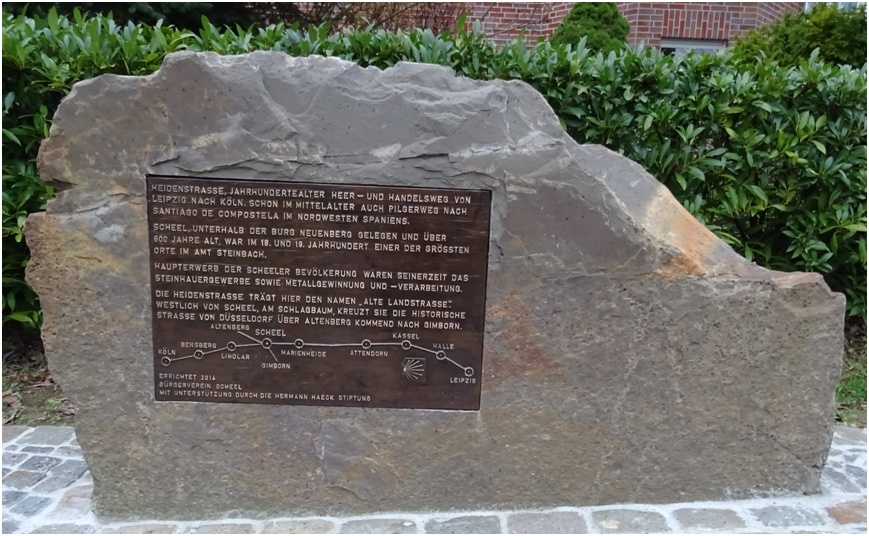 HEIDENSTRASSE, JAHRHUNDERTEALTER HEER – UND HANDELSWEG VON
LEIPZIG NACH KÖLN. SCHON IM MITTELALTER AUCH PILGERWEG NACH
SANTIAGO DE COMPOSTELA IM NORDWESTEN SPANIENS.
SCHEEL, UNTERHALB DER BURG NEUENBERG GELEGEN UND ÜBER
600 JAHRE ALT, WAR IM 18. UND 19. JAHRHUNDERT EINER DER GRÖSSTEN
ORTE IM AMT STEINBACH.
HAUPTERWERB DER SCHEELER BEVÖLKERUNG WAREN SEINERZEIT DAS
STEINHAUERGEWERBE SOWIE METALLGEWINNUNG UND –VERARBEITUNG.
DIE HEIDENSTRASSE TRÄGT HIER DEN NAMEN „ALTE LANDSTRASSE“.
WESTLICH VON SCHEEL, AM SCHLAGBAUM, KREUZT SIE DIE HISTORISCHE
STRASSE VON DÜSSELDORF ÜBER ALTENBERG KOMMEND NACH GIMBORN.
ALTENBERG
SCHEEL
KASSEL
KÖLN
BENSBERG
LINDLAR
MARIENHEIDE
ATTENDORN
HALLE
GIMBORN
LEIPZIG
ERRICHTET 2014
BÜRGERVEREIN SCHEEL
MIT UNTERSTÜTZUNG DURCH DIE HERMANN HAECK STIFTUNG